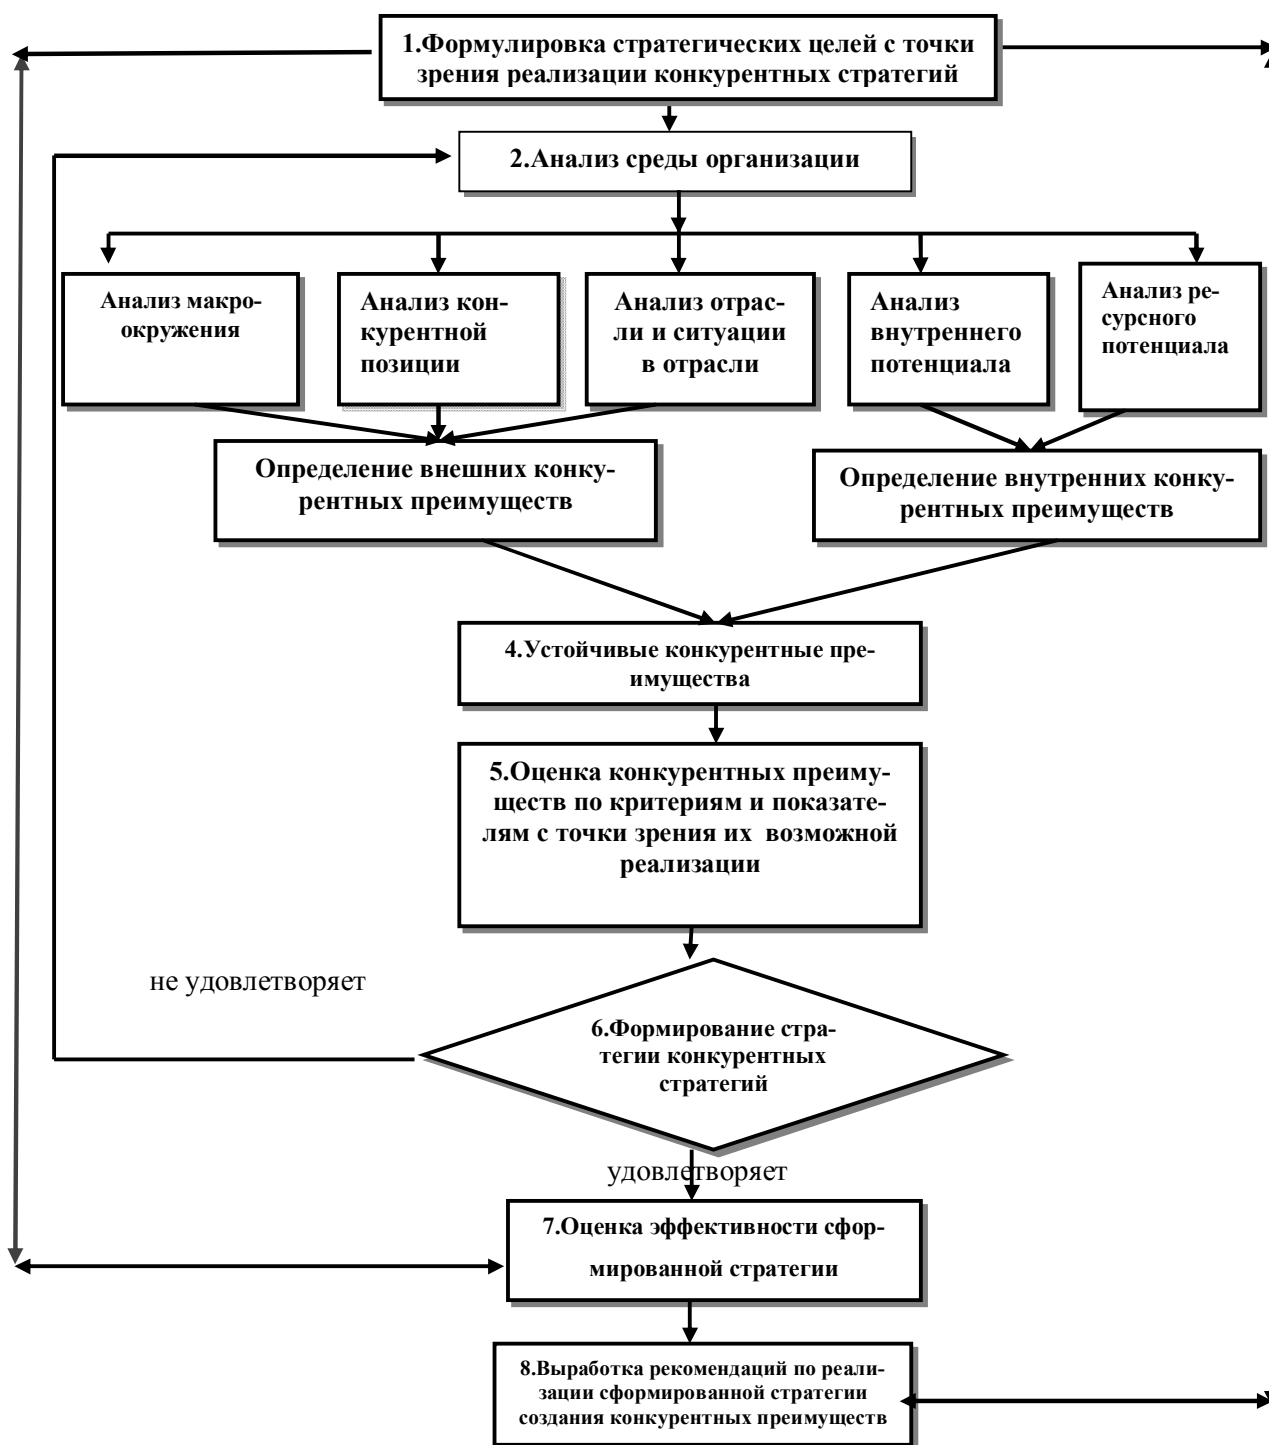 1.Формулировка стратегических целей с точки
зрения реализации конкурентных стратегий
2.Анализ среды организации
Анализ макро-
окружения
Анализ кон-
курентной
позиции
Анализ отрас-
ли и ситуации
в отрасли
Анализ
внутреннего
потенциала
Анализ ре-
сурсного
потенциала
Определение внешних конку-
рентных преимуществ
Определение внутренних конку-
рентных преимуществ
4.Устойчивые конкурентные пре-
имущества
5.Оценка конкурентных преиму-
ществ по критериям и показате-
лям с точки зрения их возможной
реализации
не удовлетворяет
6.Формирование стра-
тегии конкурентных
стратегий
удовлетворяет
7.Оценка эффективности сфор-
мированной стратегии
8.Выработка рекомендаций по реали-
зации сформированной стратегии
создания конкурентных преимуществ